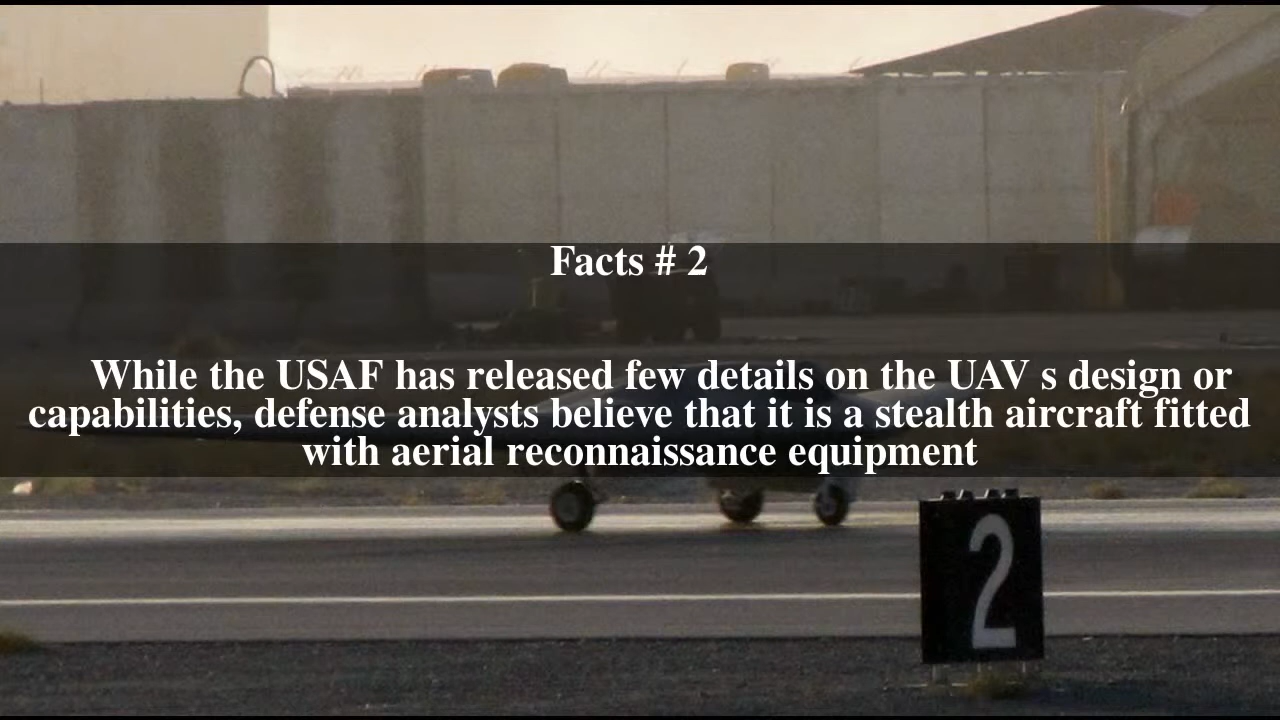 Facts # 2
While the USAF has released few details on the UAV s design or
capabilities, defense analysts believe that it is a stealth aircraft fitted
with aerial reconnaissance equipment
2